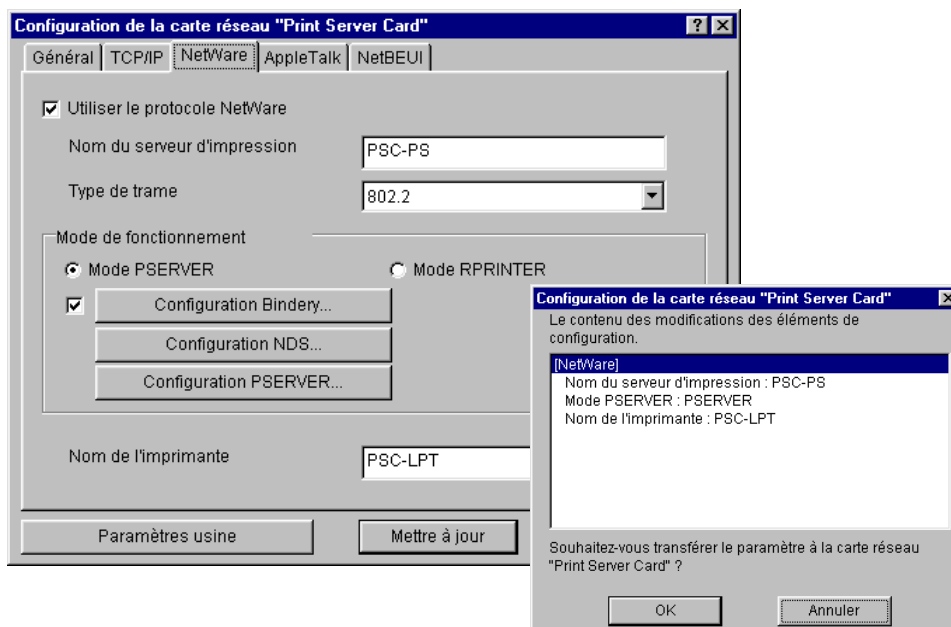 Configuration de la carte réseau "Print Server Card"
Général TCP/IP NetWare AppleTalk NetBEUI
Utiliser le protocole NetWare
Nom du serveur d'impression PSC-PS
Type de trame 802.2
Mode de fonctionnement
Mode PSERVER Mode RPRINTER
Configuration Bindery...
Configuration NDS...
Configuration PSERVER...
Nom de l'imprimante PSC-LPT
Paramètres usine Mettre à jour
Configuration de la carte réseau "Print Server Card"
Le contenu des modifications des éléments de
configuration.
[NetWare]
Nom du serveur d'impression : PSC-PS
Mode PSERVER : PSERVER
Nom de l'imprimante : PSC-LPT
Souhaitez-vous transférer le paramètre à la carte réseau
"Print Server Card" ?
OK Annuler